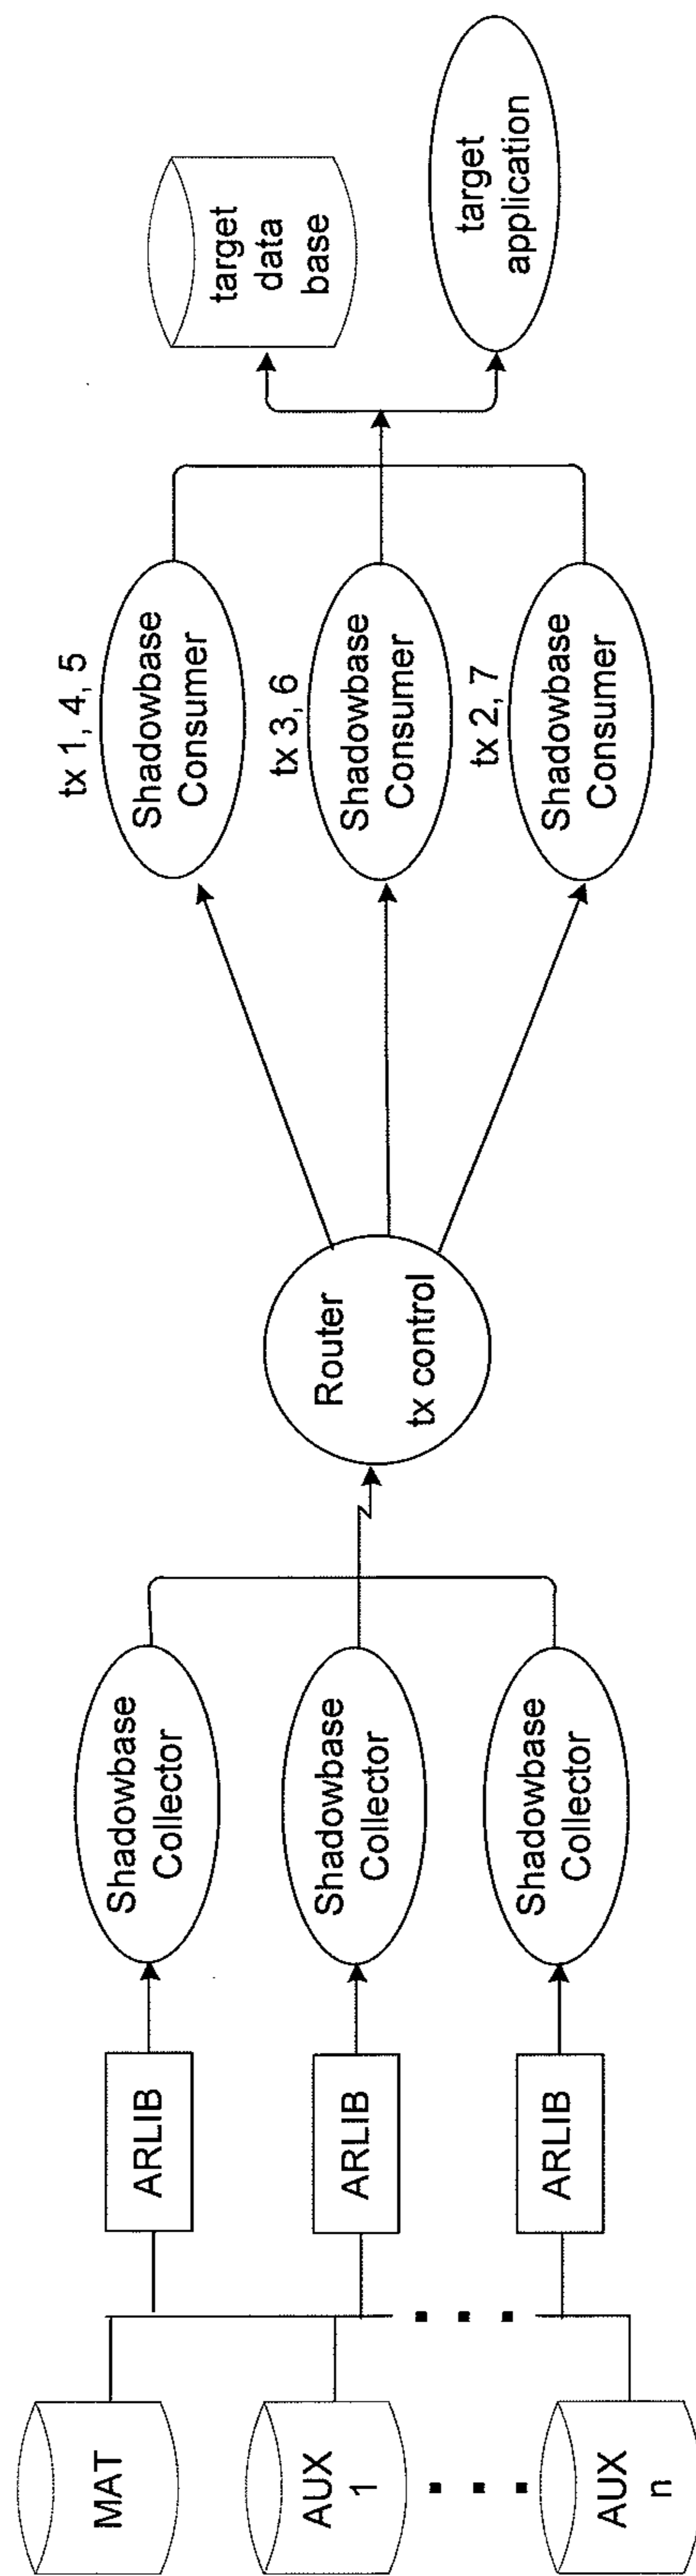 MAT
AUX
1
AUX
n
ARLIB
ARLIB
ARLIB
Shadowbase
Collector
Shadowbase
Collector
Shadowbase
Collector
Router
tx control
tx 1, 4, 5
Shadowbase
Consumer
tx 3, 6
Shadowbase
Consumer
tx 2, 7
Shadowbase
Consumer
target
data
base
target
application